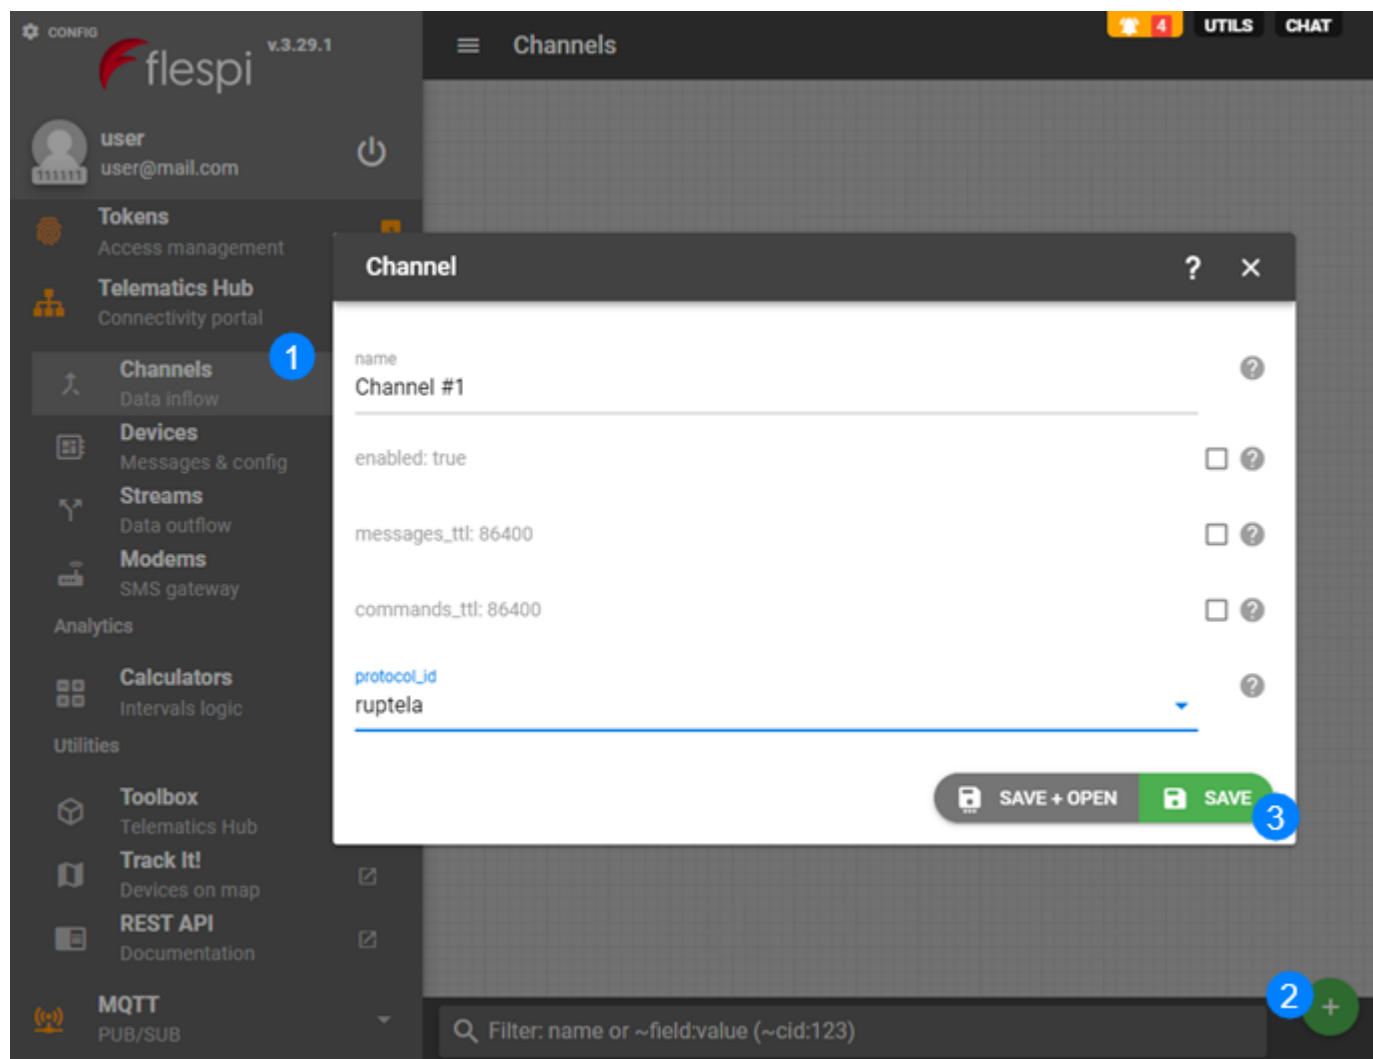 CONFIG
flespi
v.3.29.1
Channels
4
UTILS
CHAT
user
user@mail.com
111111
Tokens
Access management
Telematics Hub
Connectivity portal
1
Channels
Data inflow
Devices
Messages & config
Streams
Data outflow
Modems
SMS gateway
Analytics
Calculators
Intervals logic
Utilities
Toolbox
Telematics Hub
Track It!
Devices on map
REST API
Documentation
MQTT
PUB/SUB
Channel
?
name
Channel #1
enabled: true
messages_ttl: 86400
commands_ttl: 86400
protocol_id
ruptela
SAVE + OPEN
SAVE
3
2
+
Filter: name or ~field:value (~cid:123)